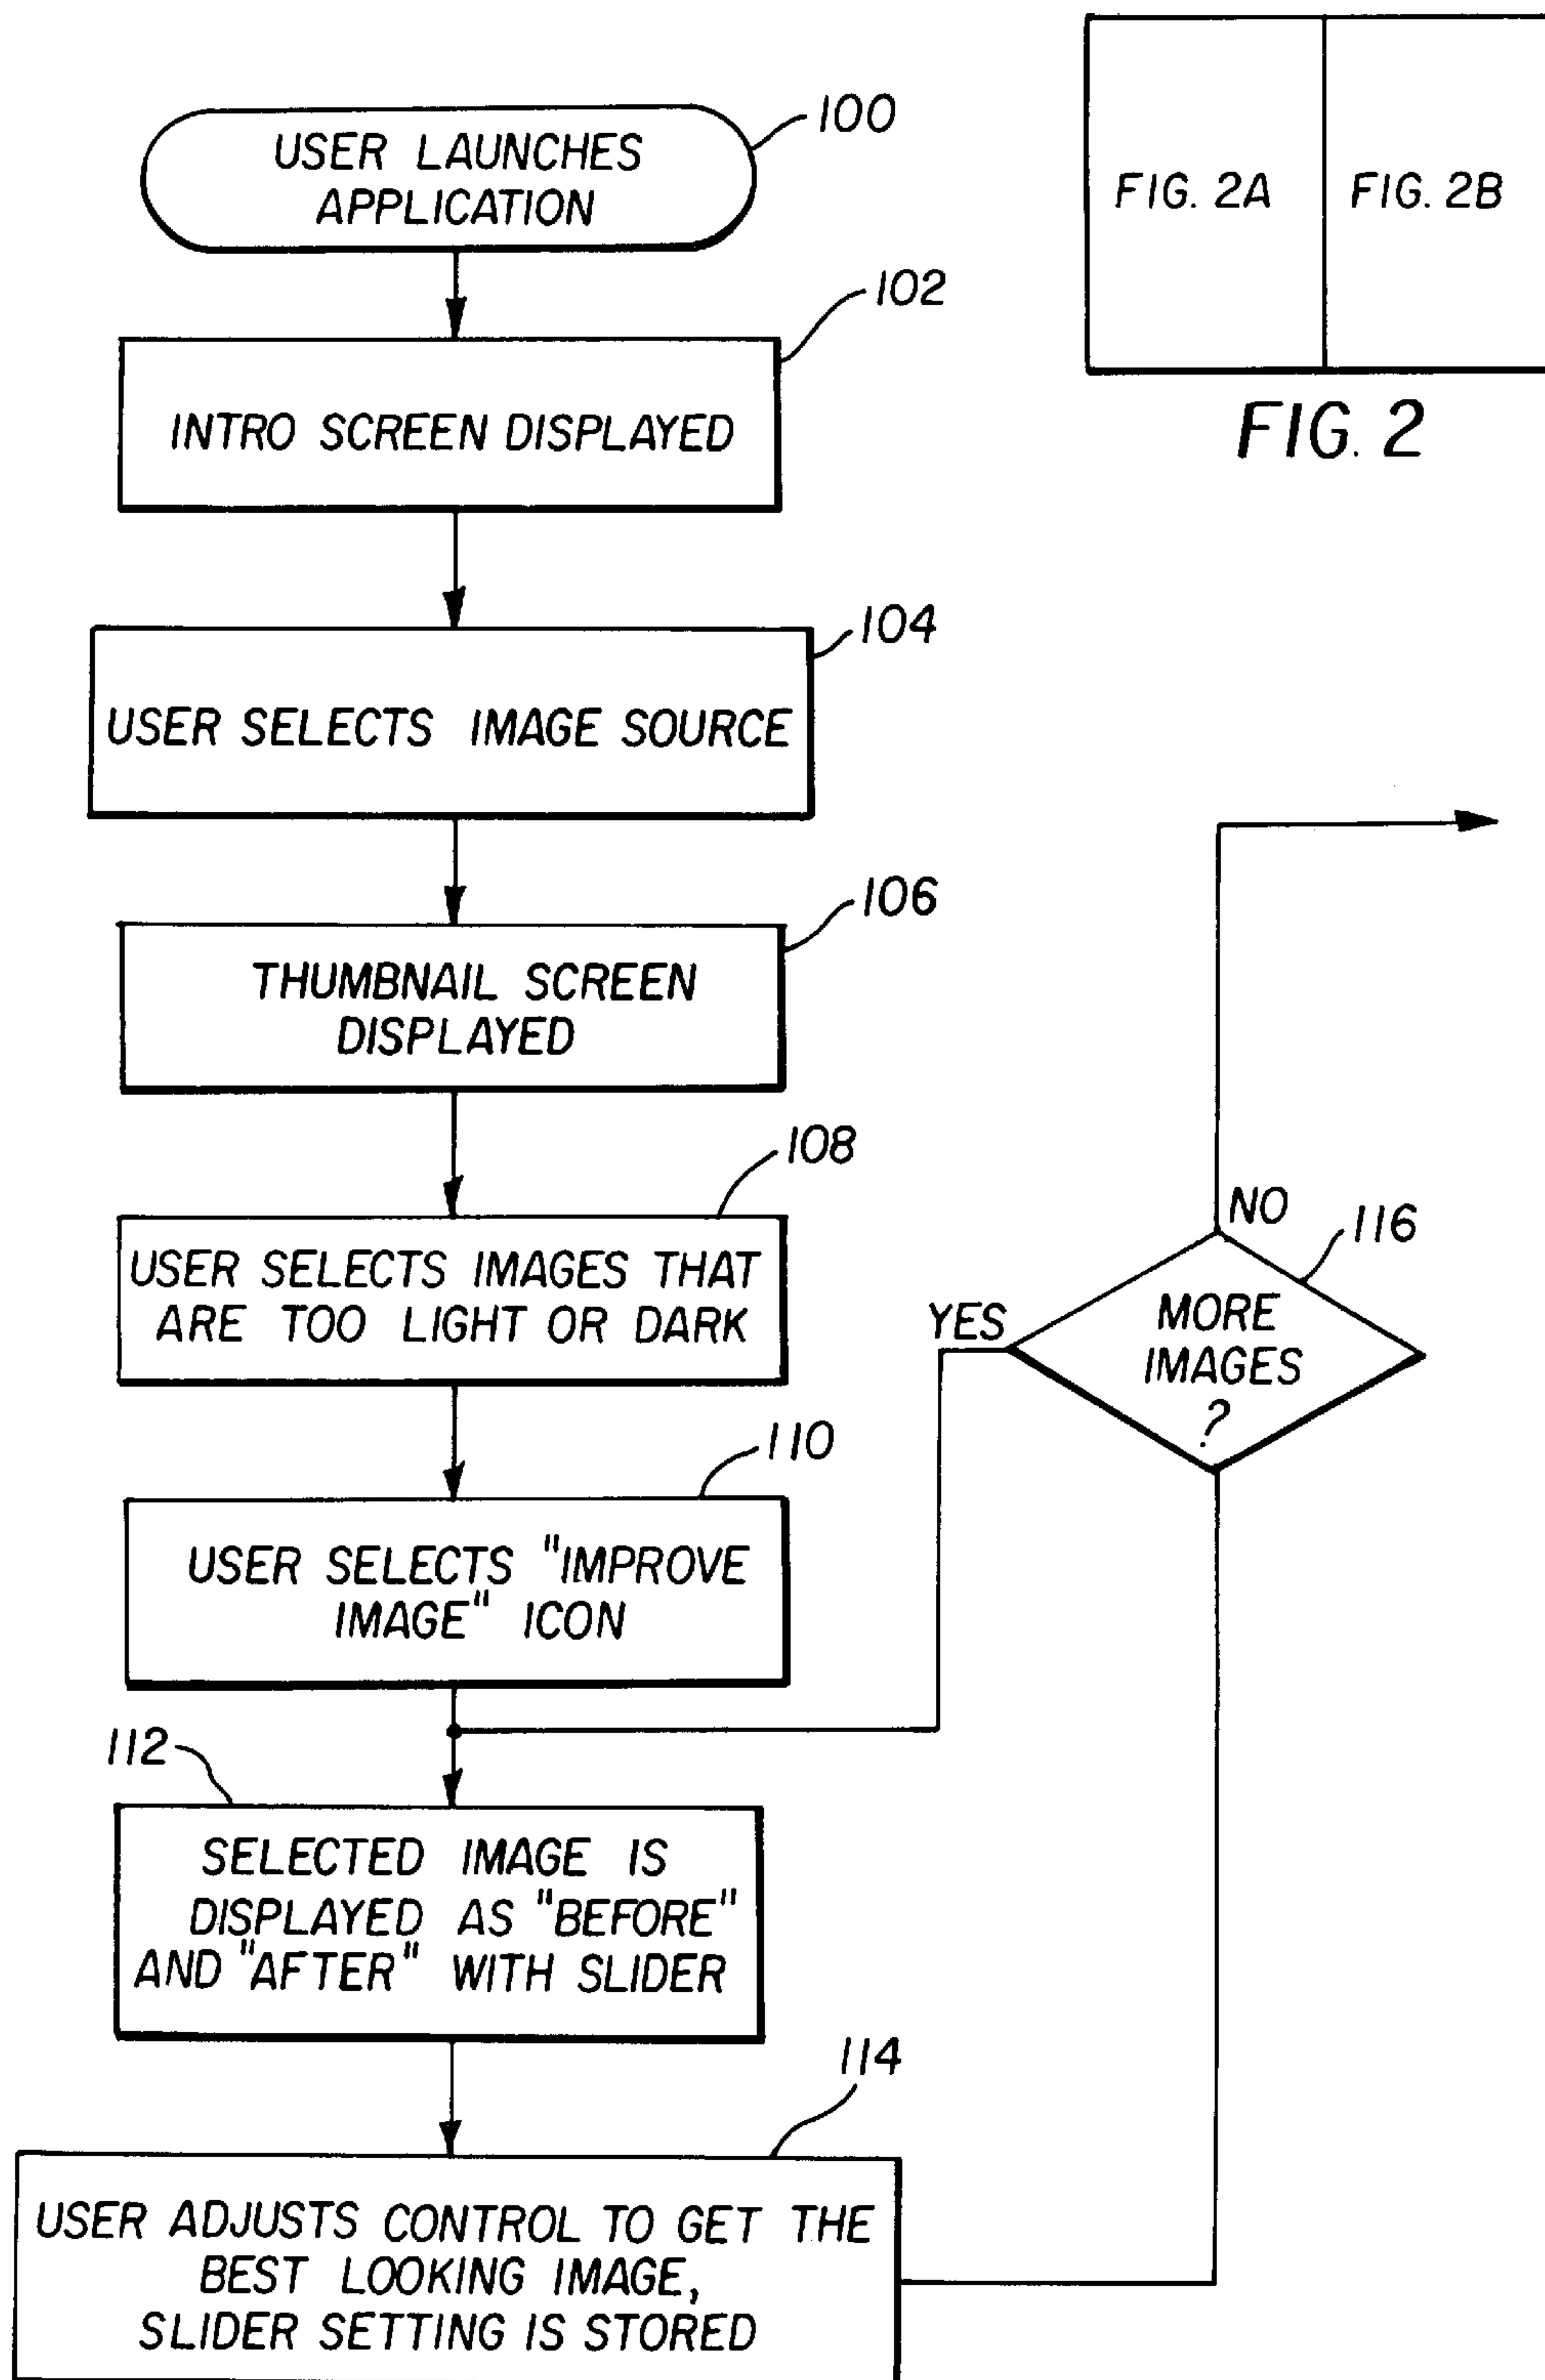 100
USER LAUNCHES
APPLICATION
102
INTRO SCREEN DISPLAYED
104
USER SELECTS IMAGE SOURCE
106
THUMBNAIL SCREEN
DISPLAYED
108
USER SELECTS IMAGES THAT
ARE TOO LIGHT OR DARK
110
USER SELECTS "IMPROVE
IMAGE" ICON
112
SELECTED IMAGE IS
DISPLAYED AS "BEFORE"
AND "AFTER" WITH SLIDER
114
USER ADJUSTS CONTROL TO GET THE
BEST LOOKING IMAGE,
SLIDER SETTING IS STORED
FIG. 2A
FIG. 2B
FIG. 2
NO
116
YES
MORE
IMAGES
?